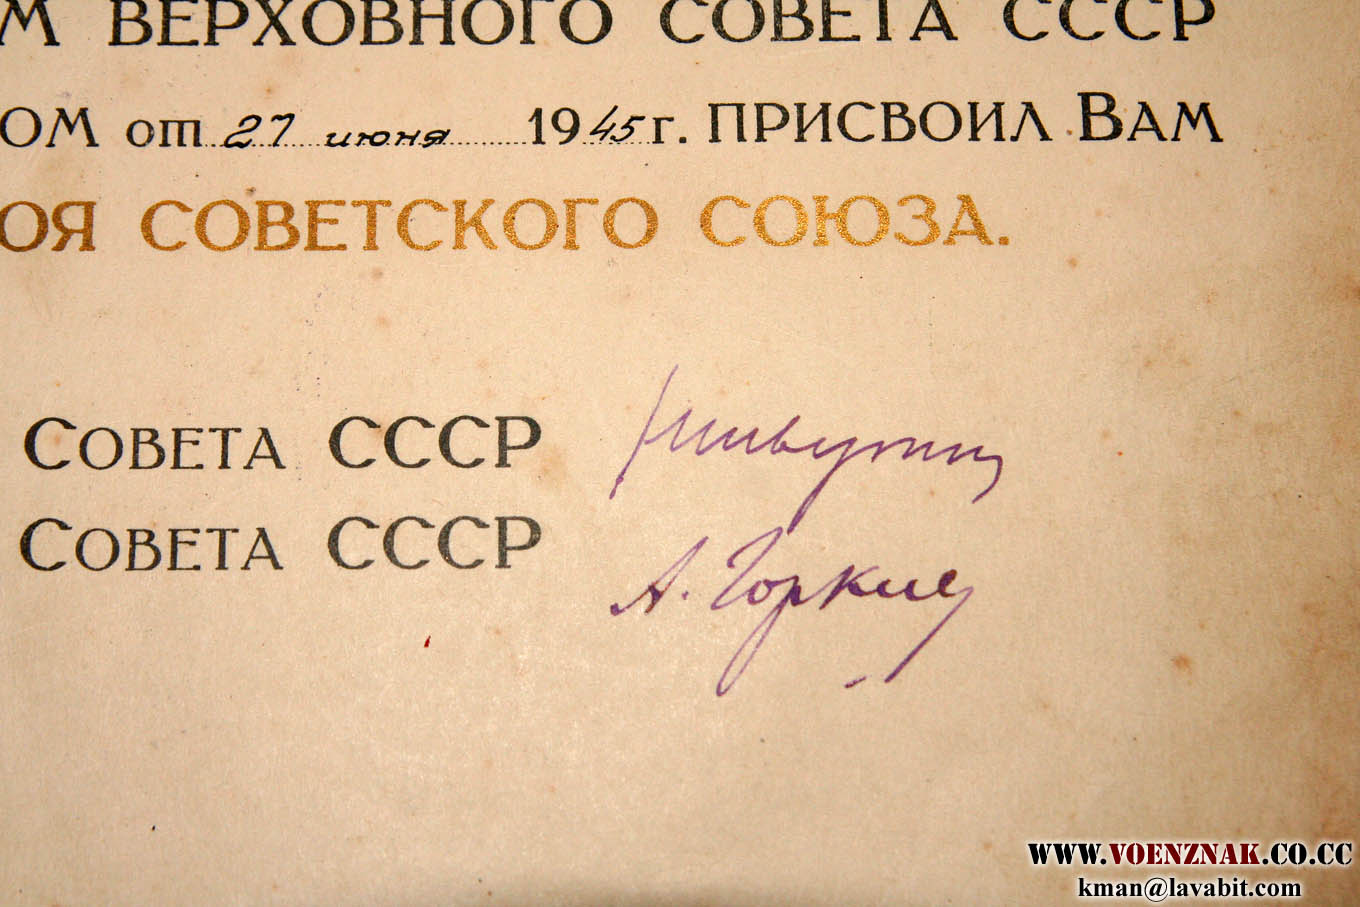 М ВЕРХОВНОГО СОВЕТА СССР
ОМ от 27 июня 1945 г. ПРИСВОИЛ ВАМ
ОЯ СОВЕТСКОГО СОЮЗА.
СОВЕТА СССР
СОВЕТА СССР А. Горкин
WWW.VOENZNAK.CO.CC
kman@lavabit.com